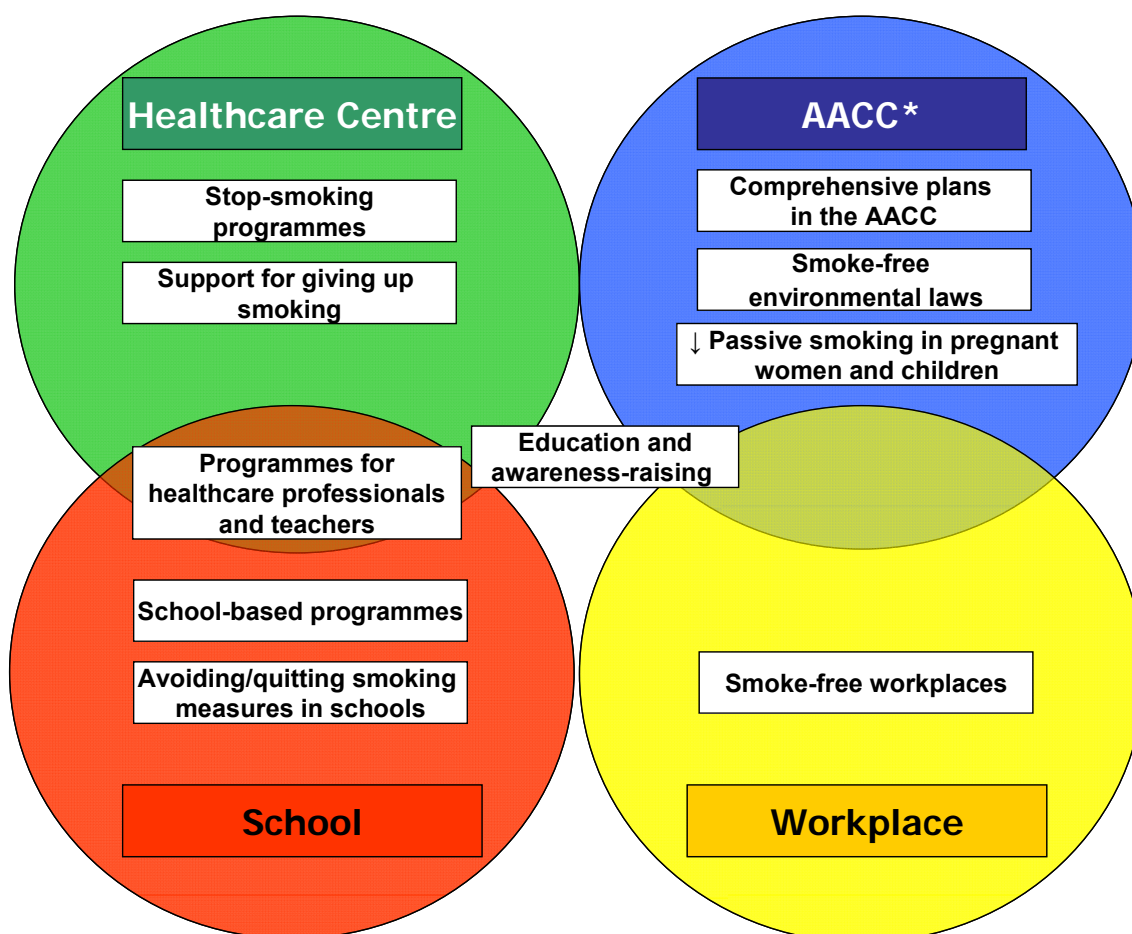 Healthcare Centre
Stop-smoking
programmes
Support for giving up
smoking
AACC*
Comprehensive plans
in the AACC
Smoke-free
environmental laws
↓ Passive smoking in pregnant
women and children
Education and
awareness-raising
Programmes for
healthcare professionals
and teachers
School-based programmes
Avoiding/quitting smoking
measures in schools
School
Smoke-free workplaces
Workplace